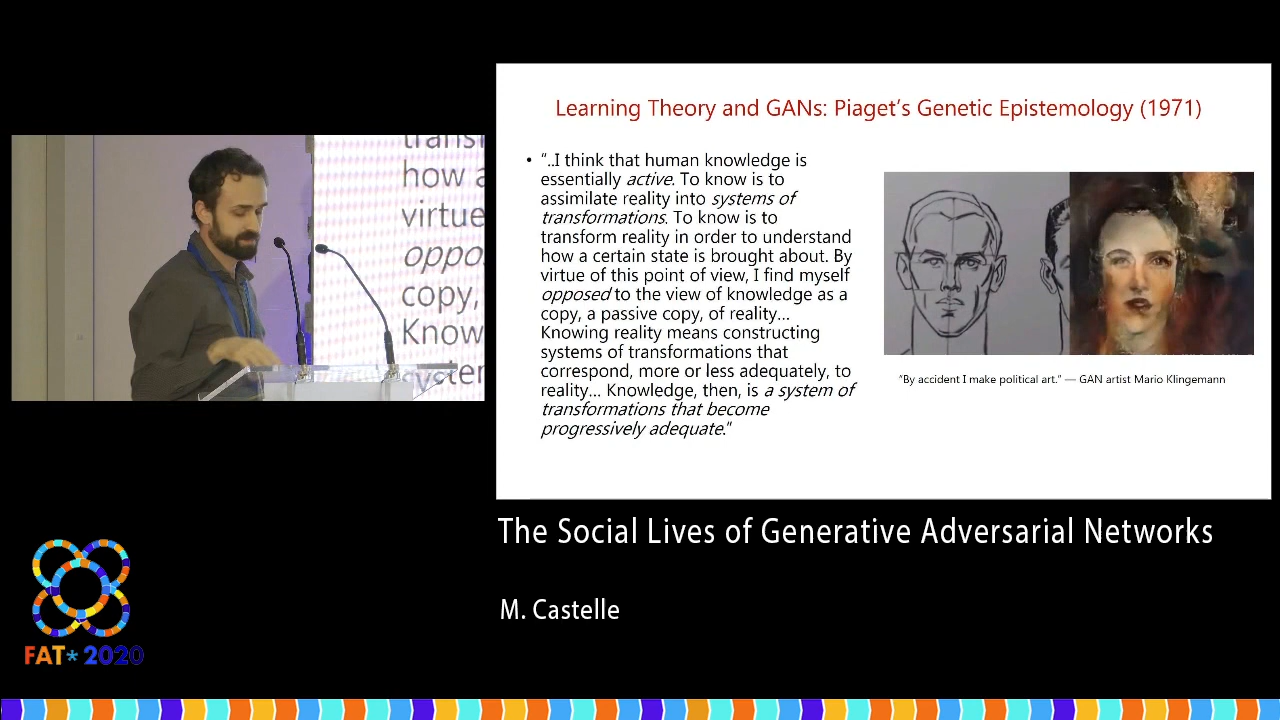 transf
how a
virtue
oppo
copy,
Know
Learning Theory and GANs: Piaget's Genetic Epistemology (1971)
• "..I think that human knowledge is
essentially active. To know is to
assimilate reality into systems of
transformations. To know is to
transform reality in order to understand
how a certain state is brought about. By
virtue of this point of view, I find myself
opposed to the view of knowledge as a
copy, a passive copy, of reality...
Knowing reality means constructing
systems of transformations that
correspond, more or less adequately, to
reality... Knowledge, then, is a system of
transformations that become
progressively adequate."
"By accident I make political art." — GAN artist Mario Klingemann
The Social Lives of Generative Adversarial Networks
M. Castelle
FAT* 2020